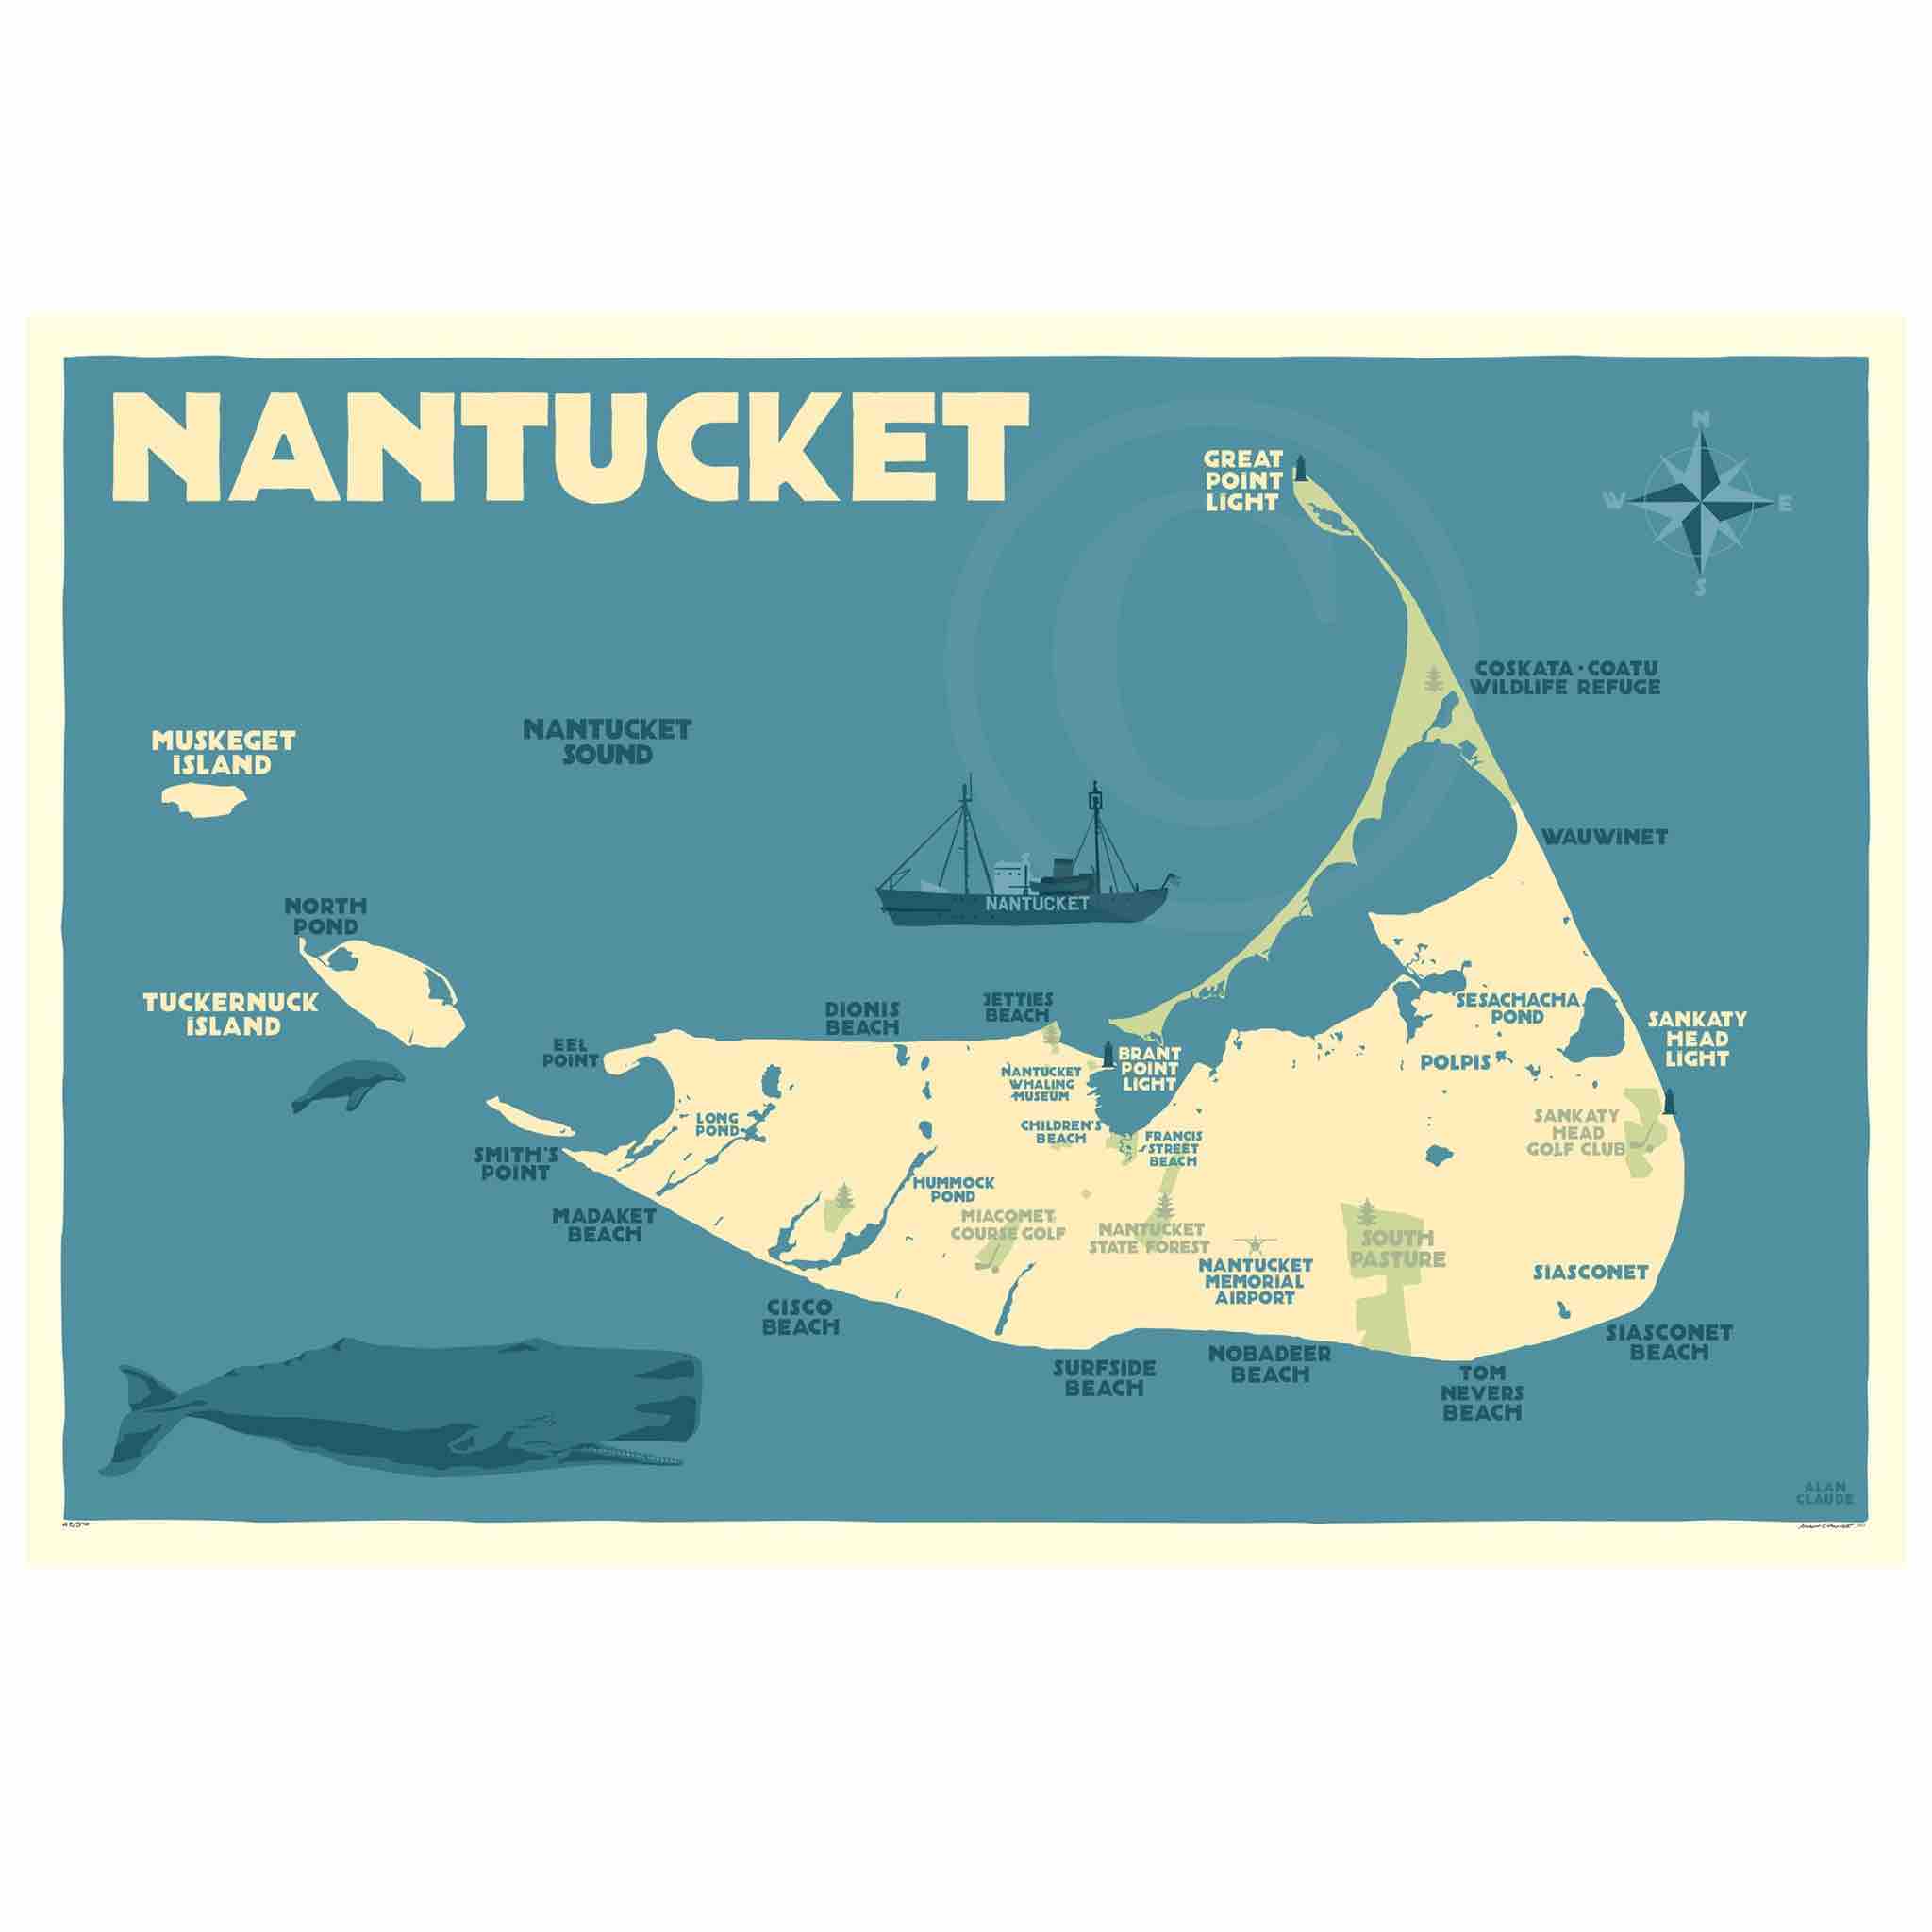 NANTUCKET
GREAT
POINT
LIGHT
N
W
E
S
COSKATA · COATU
WILDLIFE REFUGE
MUSKEGET
ISLAND
NANTUCKET
SOUND
WAUWINET
NANTUCKET
NORTH
POND
TUCKERNUCK
ISLAND
DIONIS
BEACH
JETTIES
BEACH
SESACHACHA
POND
SANKATY
HEAD
LIGHT
EEL
POINT
BRANT
POINT
LIGHT
POLPIS
NANTUCKET
WHALING
MUSEUM
LONG
POND
CHILDREN'S
BEACH
FRANCIS
STREET
BEACH
SANKATY
HEAD
GOLF CLUB
SMITH'S
POINT
HUMMOCK
POND
MADAKET
BEACH
MIACOMET
COURSE GOLF
NANTUCKET
STATE FOREST
SOUTH
PASTURE
NANTUCKET
MEMORIAL
AIRPORT
SIASCONET
CISCO
BEACH
SIASCONET
BEACH
SURFSIDE
BEACH
NOBADEER
BEACH
TOM
NEVERS
BEACH
ALAN
CLAUDE